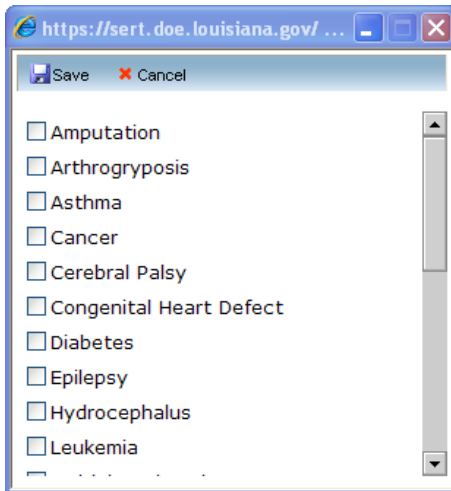 https://sert.doe.louisiana.gov/ ...
Save Cancel
Amputation
Arthrogryposis
Asthma
Cancer
Cerebral Palsy
Congenital Heart Defect
Diabetes
Epilepsy
Hydrocephalus
Leukemia